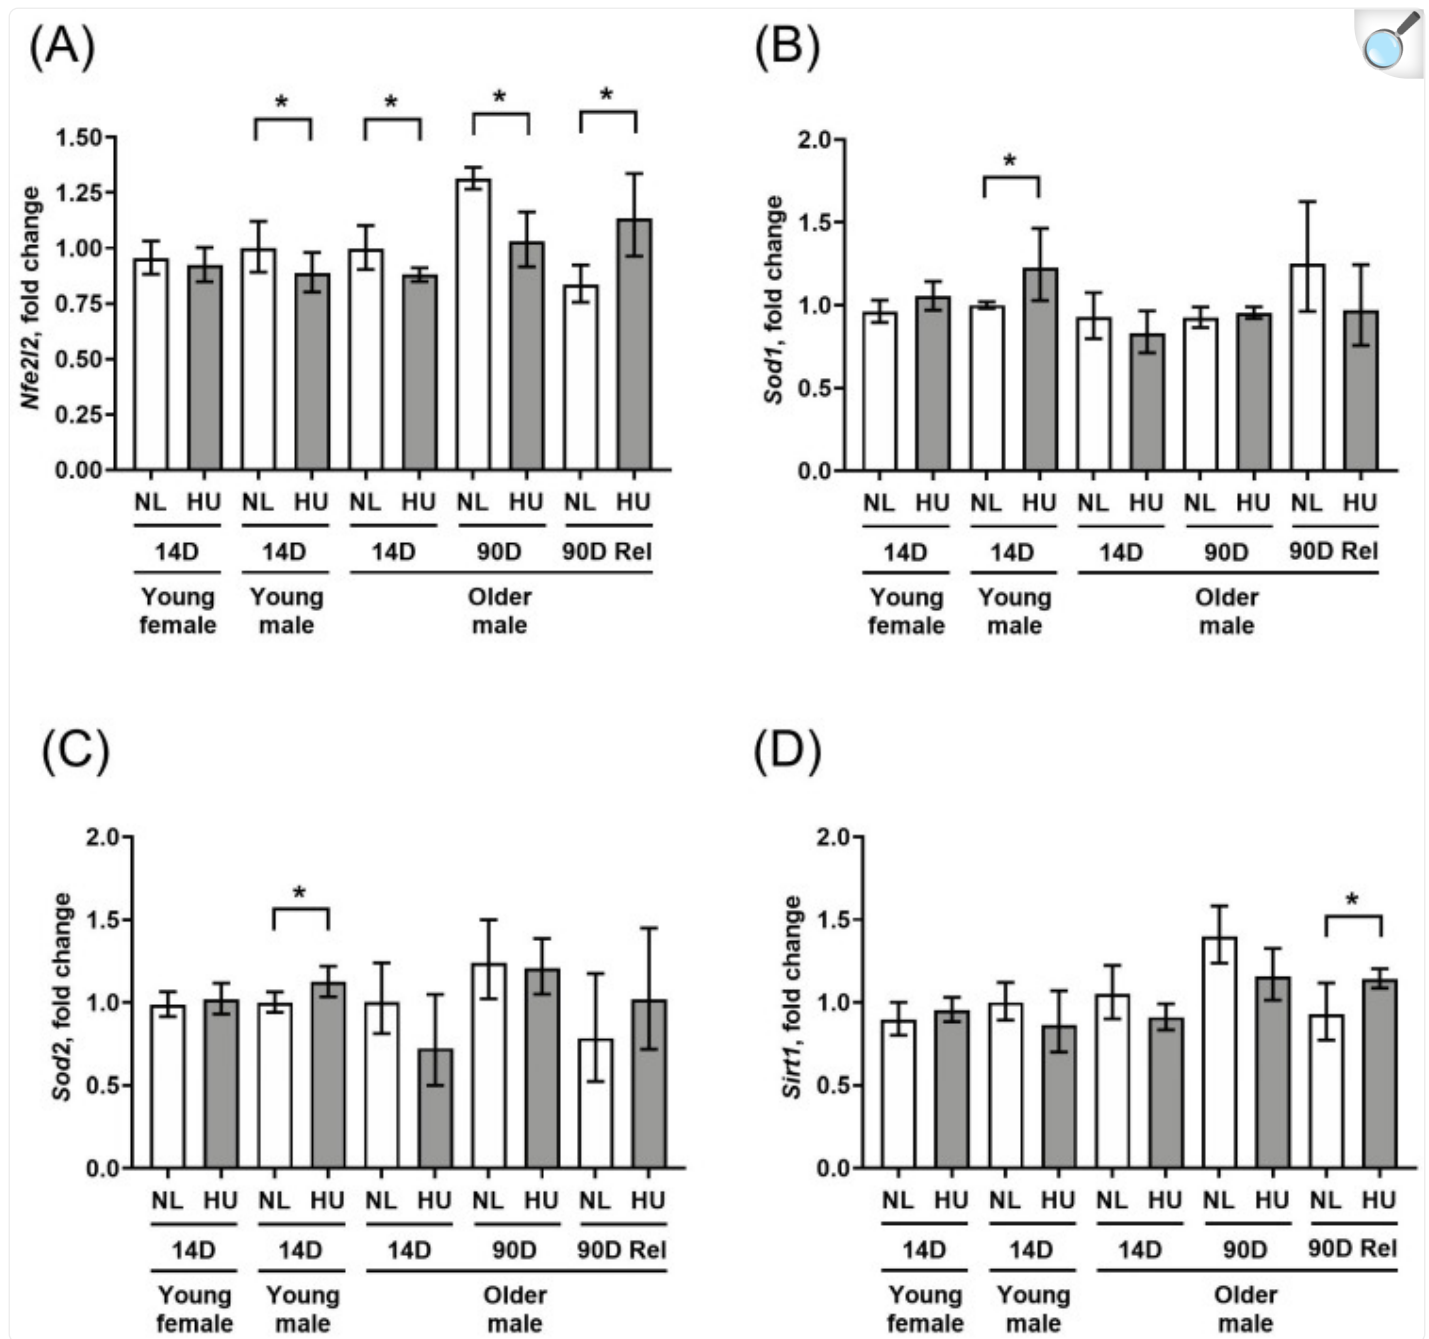 (A)
* * * *
1.50
1.25
1.00
0.75
0.50
0.25
0.00
Nfe2l2, fold change
NL HU NL HU NL HU NL HU NL HU
14D 14D 14D 90D 90D Rel
Young female Young male Older male
(B)
*
2.0
1.5
1.0
0.5
0.0
Sod1, fold change
NL HU NL HU NL HU NL HU NL HU
14D 14D 14D 90D 90D Rel
Young female Young male Older male
(C)
*
2.0
1.5
1.0
0.5
0.0
Sod2, fold change
NL HU NL HU NL HU NL HU NL HU
14D 14D 14D 90D 90D Rel
Young female Young male Older male
(D)
*
2.0
1.5
1.0
0.5
0.0
Sirt1, fold change
NL HU NL HU NL HU NL HU NL HU
14D 14D 14D 90D 90D Rel
Young female Young male Older male